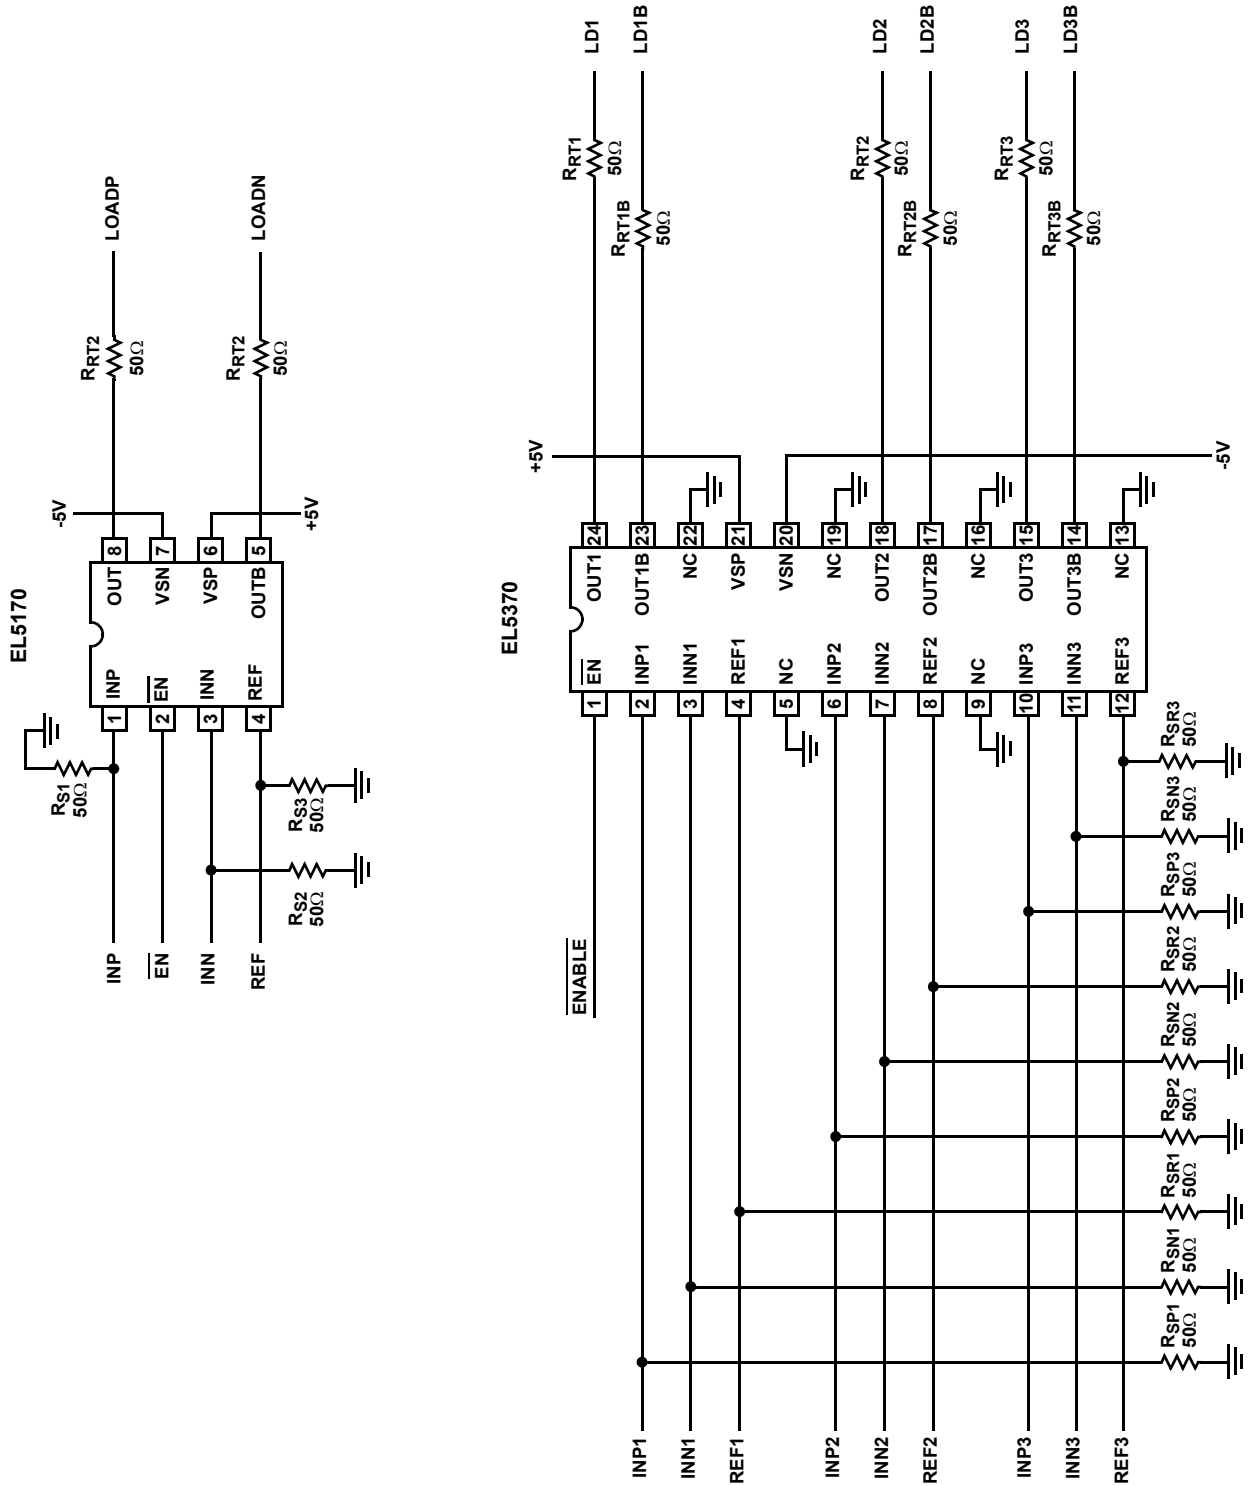 EL5170
INP
EN
INN
REF
RS1
50Ω
RS2
50Ω
RS3
50Ω
1 INP
2 EN
3 INN
4 REF
OUT 8
VSN 7
VSP 6
OUTB 5
-5V
+5V
RRT2
50Ω
LOADP
RRT2
50Ω
LOADN
EL5370
ENABLE
INP1
INN1
REF1
INP2
INN2
REF2
INP3
INN3
REF3
RSP1
50Ω
RSN1
50Ω
RSR1
50Ω
RSP2
50Ω
RSN2
50Ω
RSR2
50Ω
RSP3
50Ω
RSN3
50Ω
RSR3
50Ω
1 EN
2 INP1
3 INN1
4 REF1
5 NC
6 INP2
7 INN2
8 REF2
9 NC
10 INP3
11 INN3
12 REF3
OUT1 24
OUT1B 23
NC 22
VSP 21
VSN 20
NC 19
OUT2 18
OUT2B 17
NC 16
OUT3 15
OUT3B 14
NC 13
+5V
-5V
RRT1
50Ω
LD1
RRT1B
50Ω
LD1B
RRT2
50Ω
LD2
RRT2B
50Ω
LD2B
RRT3
50Ω
LD3
RRT3B
50Ω
LD3B